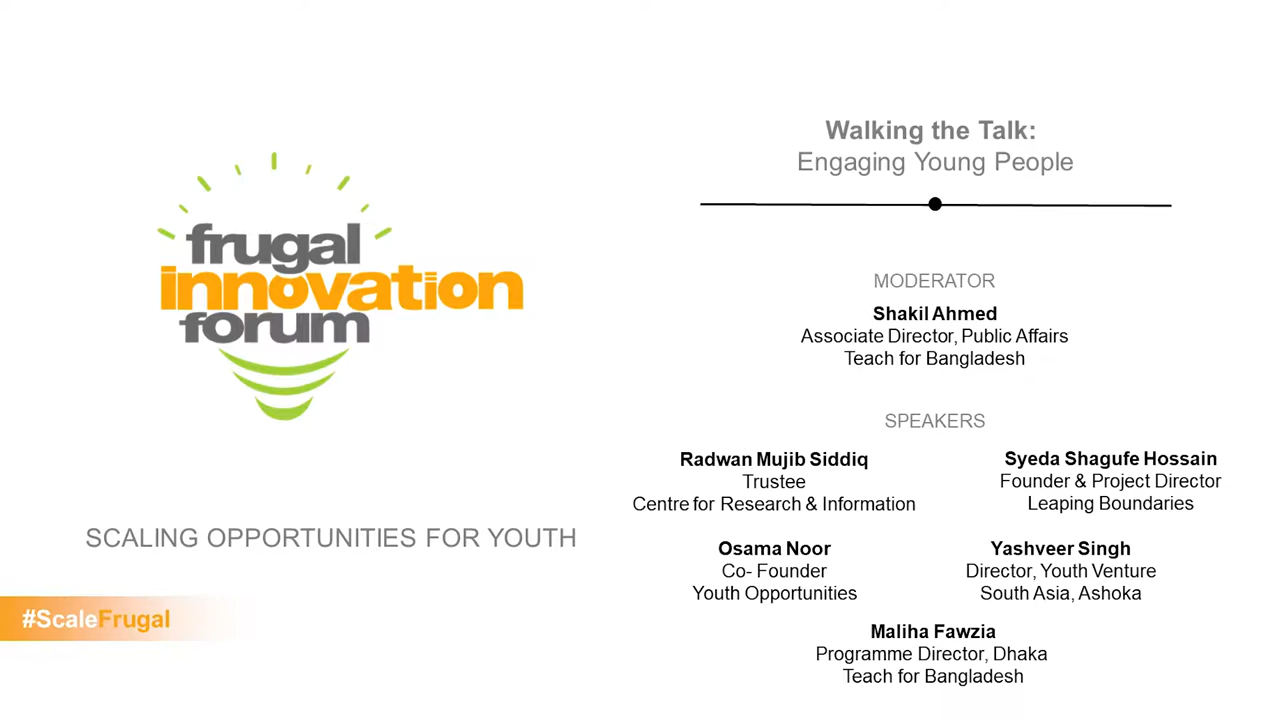 frugal
innovation
forum
SCALING OPPORTUNITIES FOR YOUTH
#ScaleFrugal
Walking the Talk:
Engaging Young People
MODERATOR
Shakil Ahmed
Associate Director, Public Affairs
Teach for Bangladesh
SPEAKERS
Radwan Mujib Siddiq
Trustee
Centre for Research & Information
Syeda Shagufe Hossain
Founder & Project Director
Leaping Boundaries
Osama Noor
Co- Founder
Youth Opportunities
Yashveer Singh
Director, Youth Venture
South Asia, Ashoka
Maliha Fawzia
Programme Director, Dhaka
Teach for Bangladesh